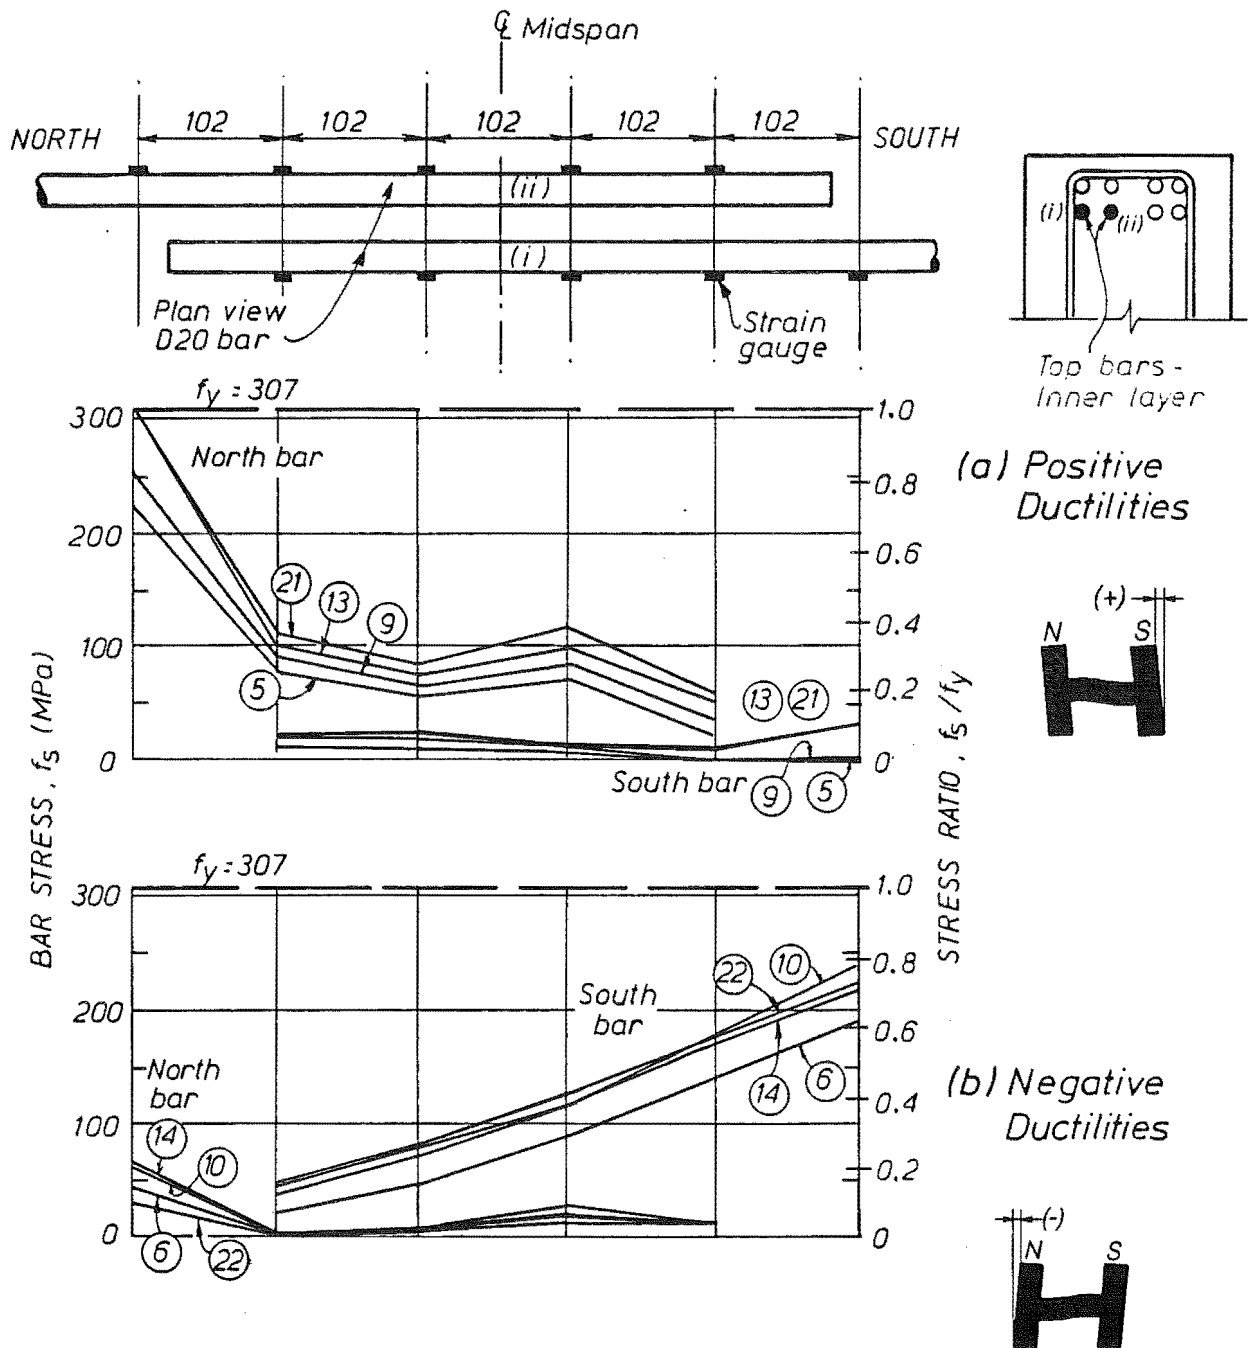 ℄ Midspan
102 102 102 102 102
NORTH
SOUTH
(ii)
(i)
Plan view
D20 bar
Strain
gauge
(i) (ii)
Top bars -
Inner layer
f_y = 307
300
200
100
0
1.0
0.8
0.6
0.4
0.2
0
North bar
21
13
9
5
13 21
South bar
9
5
(a) Positive
Ductilities
(+)
N S
BAR STRESS, f_s (MPa)
STRESS RATIO, f_s/f_y
f_y = 307
300
200
100
0
1.0
0.8
0.6
0.4
0.2
0
North
bar
14
10
6
22
South
bar
22
10
14
6
(b) Negative
Ductilities
(-)
N S